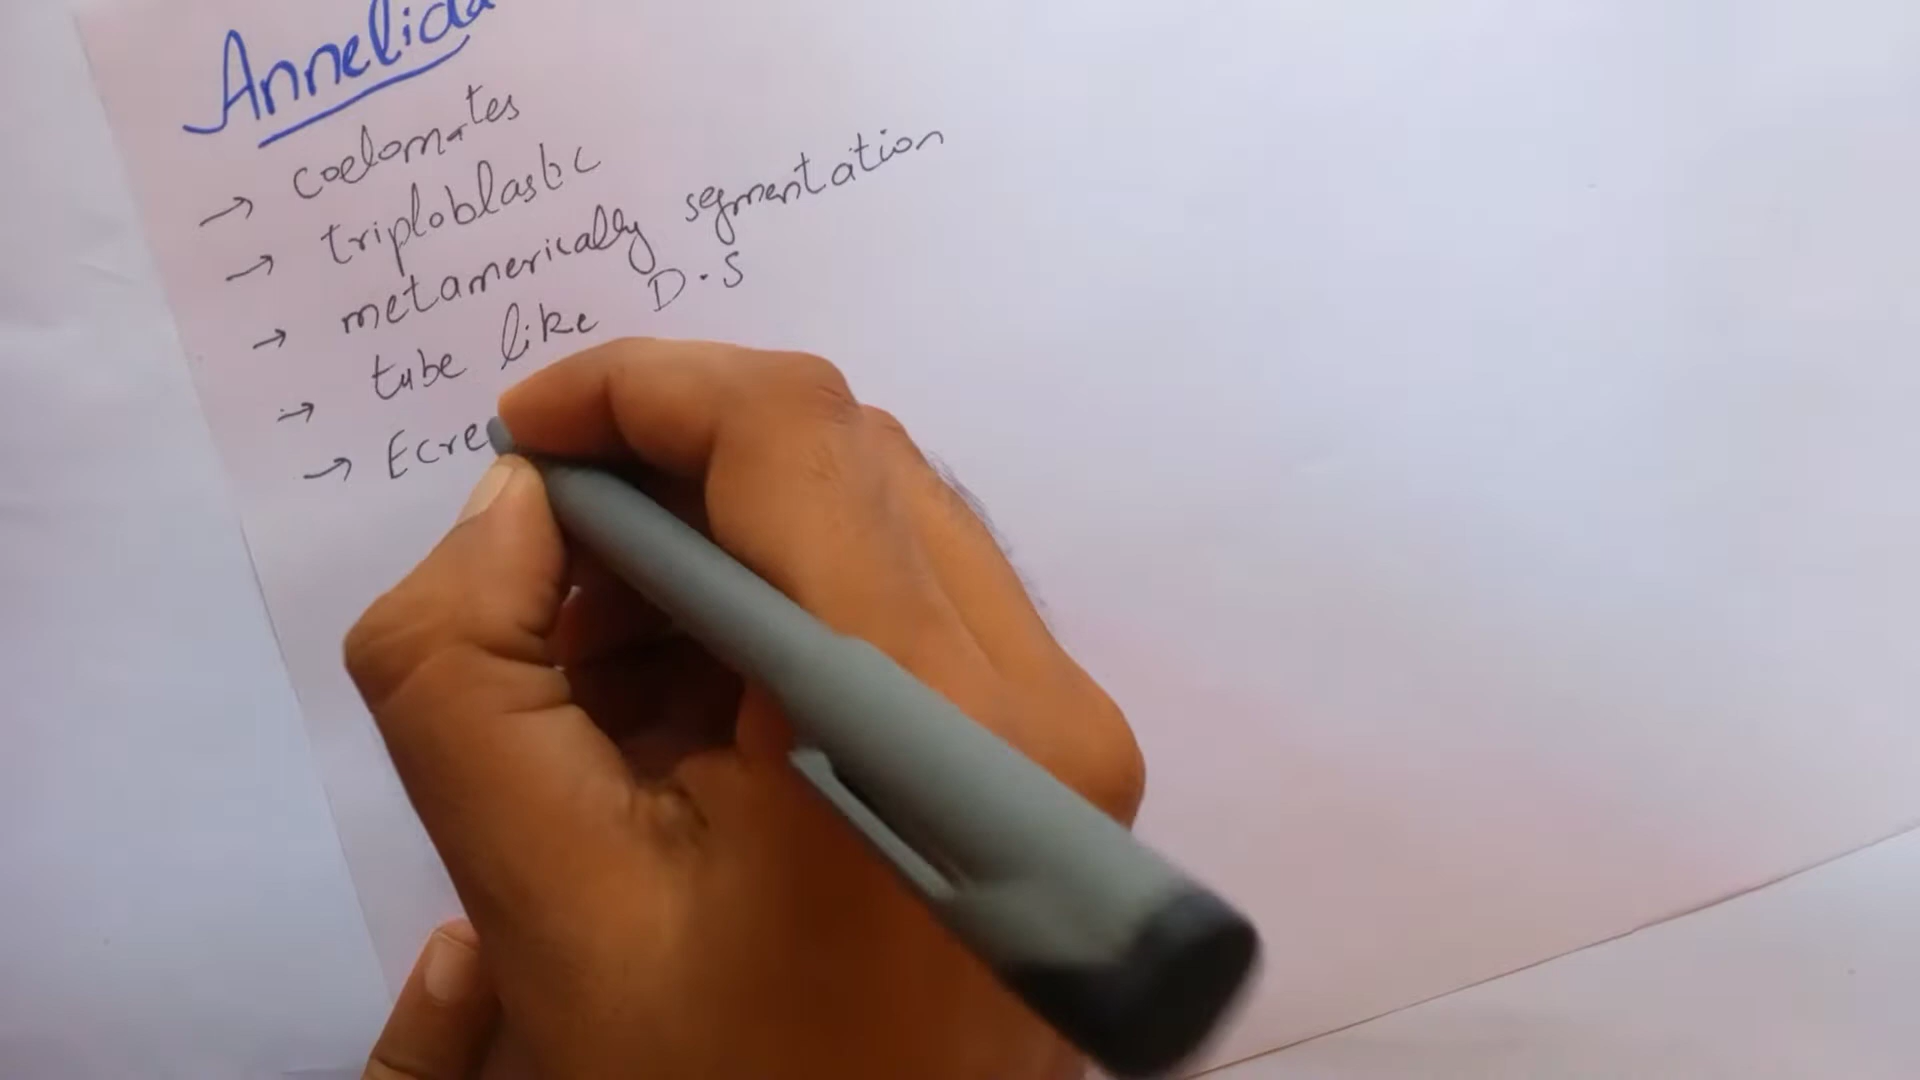 Annelida
→ coelomates
→ triploblastic
→ metamerically segmentation
→ tube like D.S
→ Ecre